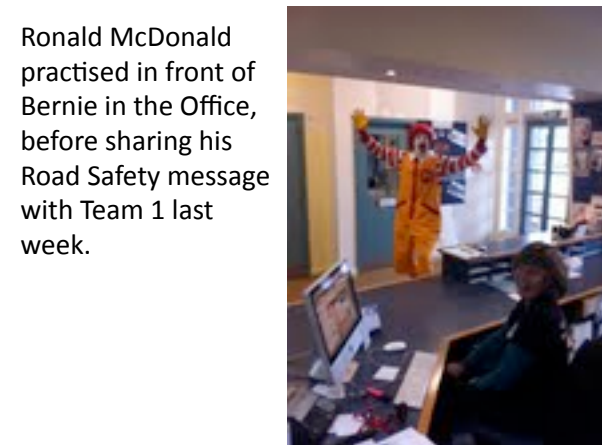 Ronald McDonald
practised in front of
Bernie in the Office,
before sharing his
Road Safety message
with Team 1 last
week.